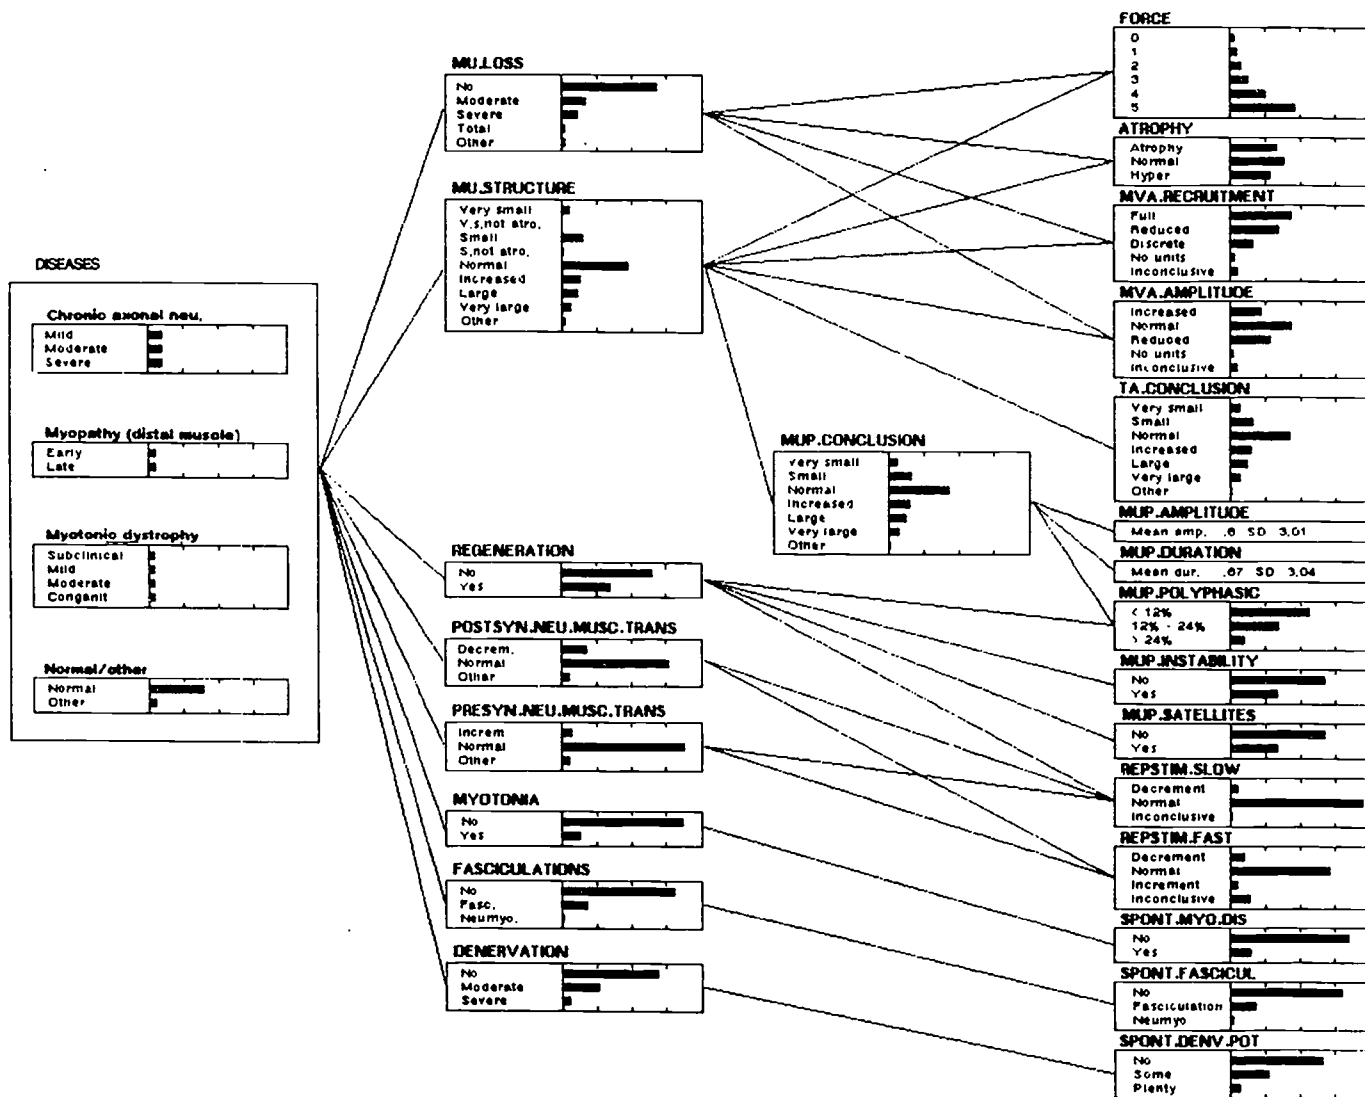 DISEASES
Chronic axonal neu.
Mild
Moderate
Severe
Myopathy (distal muscle)
Early
Late
Myotonic dystrophy
Subclinical
Mild
Moderate
Conganit
Normal/other
Normal
Other
MU.LOSS
No
Moderate
Severe
Total
Other
MU.STRUCTURE
Very small
V,s,not atro,
Small
S,not atro,
Normal
Increased
Large
Very large
Other
REGENERATION
No
Yes
POSTSYN.NEU.MUSC.TRANS
Decrem,
Normal
Other
PRESYN.NEU.MUSC.TRANS
Increm
Normal
Other
MYOTONIA
No
Yes
FASCICULATIONS
No
Fasc,
Neumyo,
DENERVATION
No
Moderate
Severe
MUP.CONCLUSION
Very small
Small
Normal
Increased
Large
Very large
Other
FORCE
0
1
2
3
4
5
ATROPHY
Atrophy
Normal
Hyper
MVA.RECRUITMENT
Full
Reduced
Discrete
No units
Inconclusive
MVA.AMPLITUDE
Increased
Normal
Reduced
No units
Inconclusive
TA.CONCLUSION
Very small
Small
Normal
Increased
Large
Very large
Other
MUP.AMPLITUDE
Mean amp, ,6 SD 3,01
MUP.DURATION
Mean dur, ,67 SD 3,04
MUP.POLYPHASIC
< 12%
12% - 24%
> 24%
MUP.INSTABILITY
No
Yes
MUP.SATELLITES
No
Yes
REPSTIM.SLOW
Decrement
Normal
Inconclusive
REPSTIM.FAST
Decrement
Normal
Increment
Inconclusive
SPONT.MYO.DIS
No
Yes
SPONT.FASCICUL
No
Fasciculation
Neumyo
SPONT.DENV.POT
No
Some
Plenty